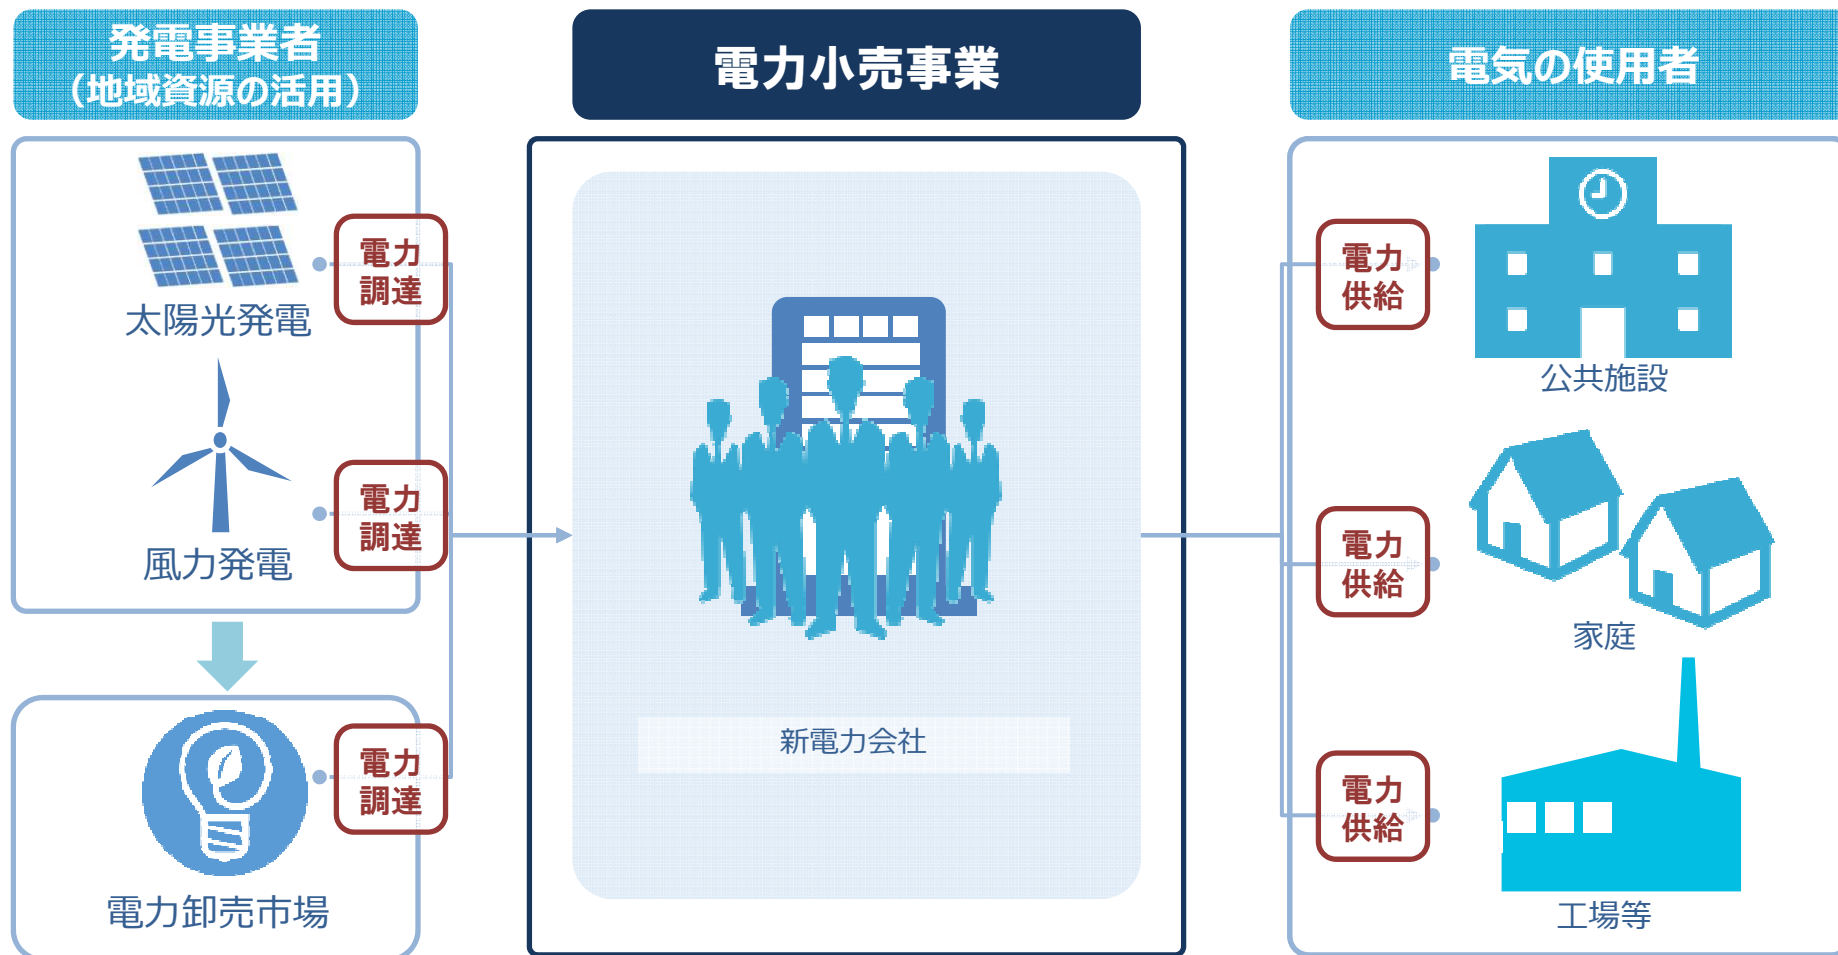 発電事業者
（地域資源の活用）
電力
調達
太陽光発電
電力
調達
風力発電
電力
調達
電力卸売市場
電力小売事業
新電力会社
電気の使用者
電力
供給
公共施設
電力
供給
家庭
電力
供給
工場等